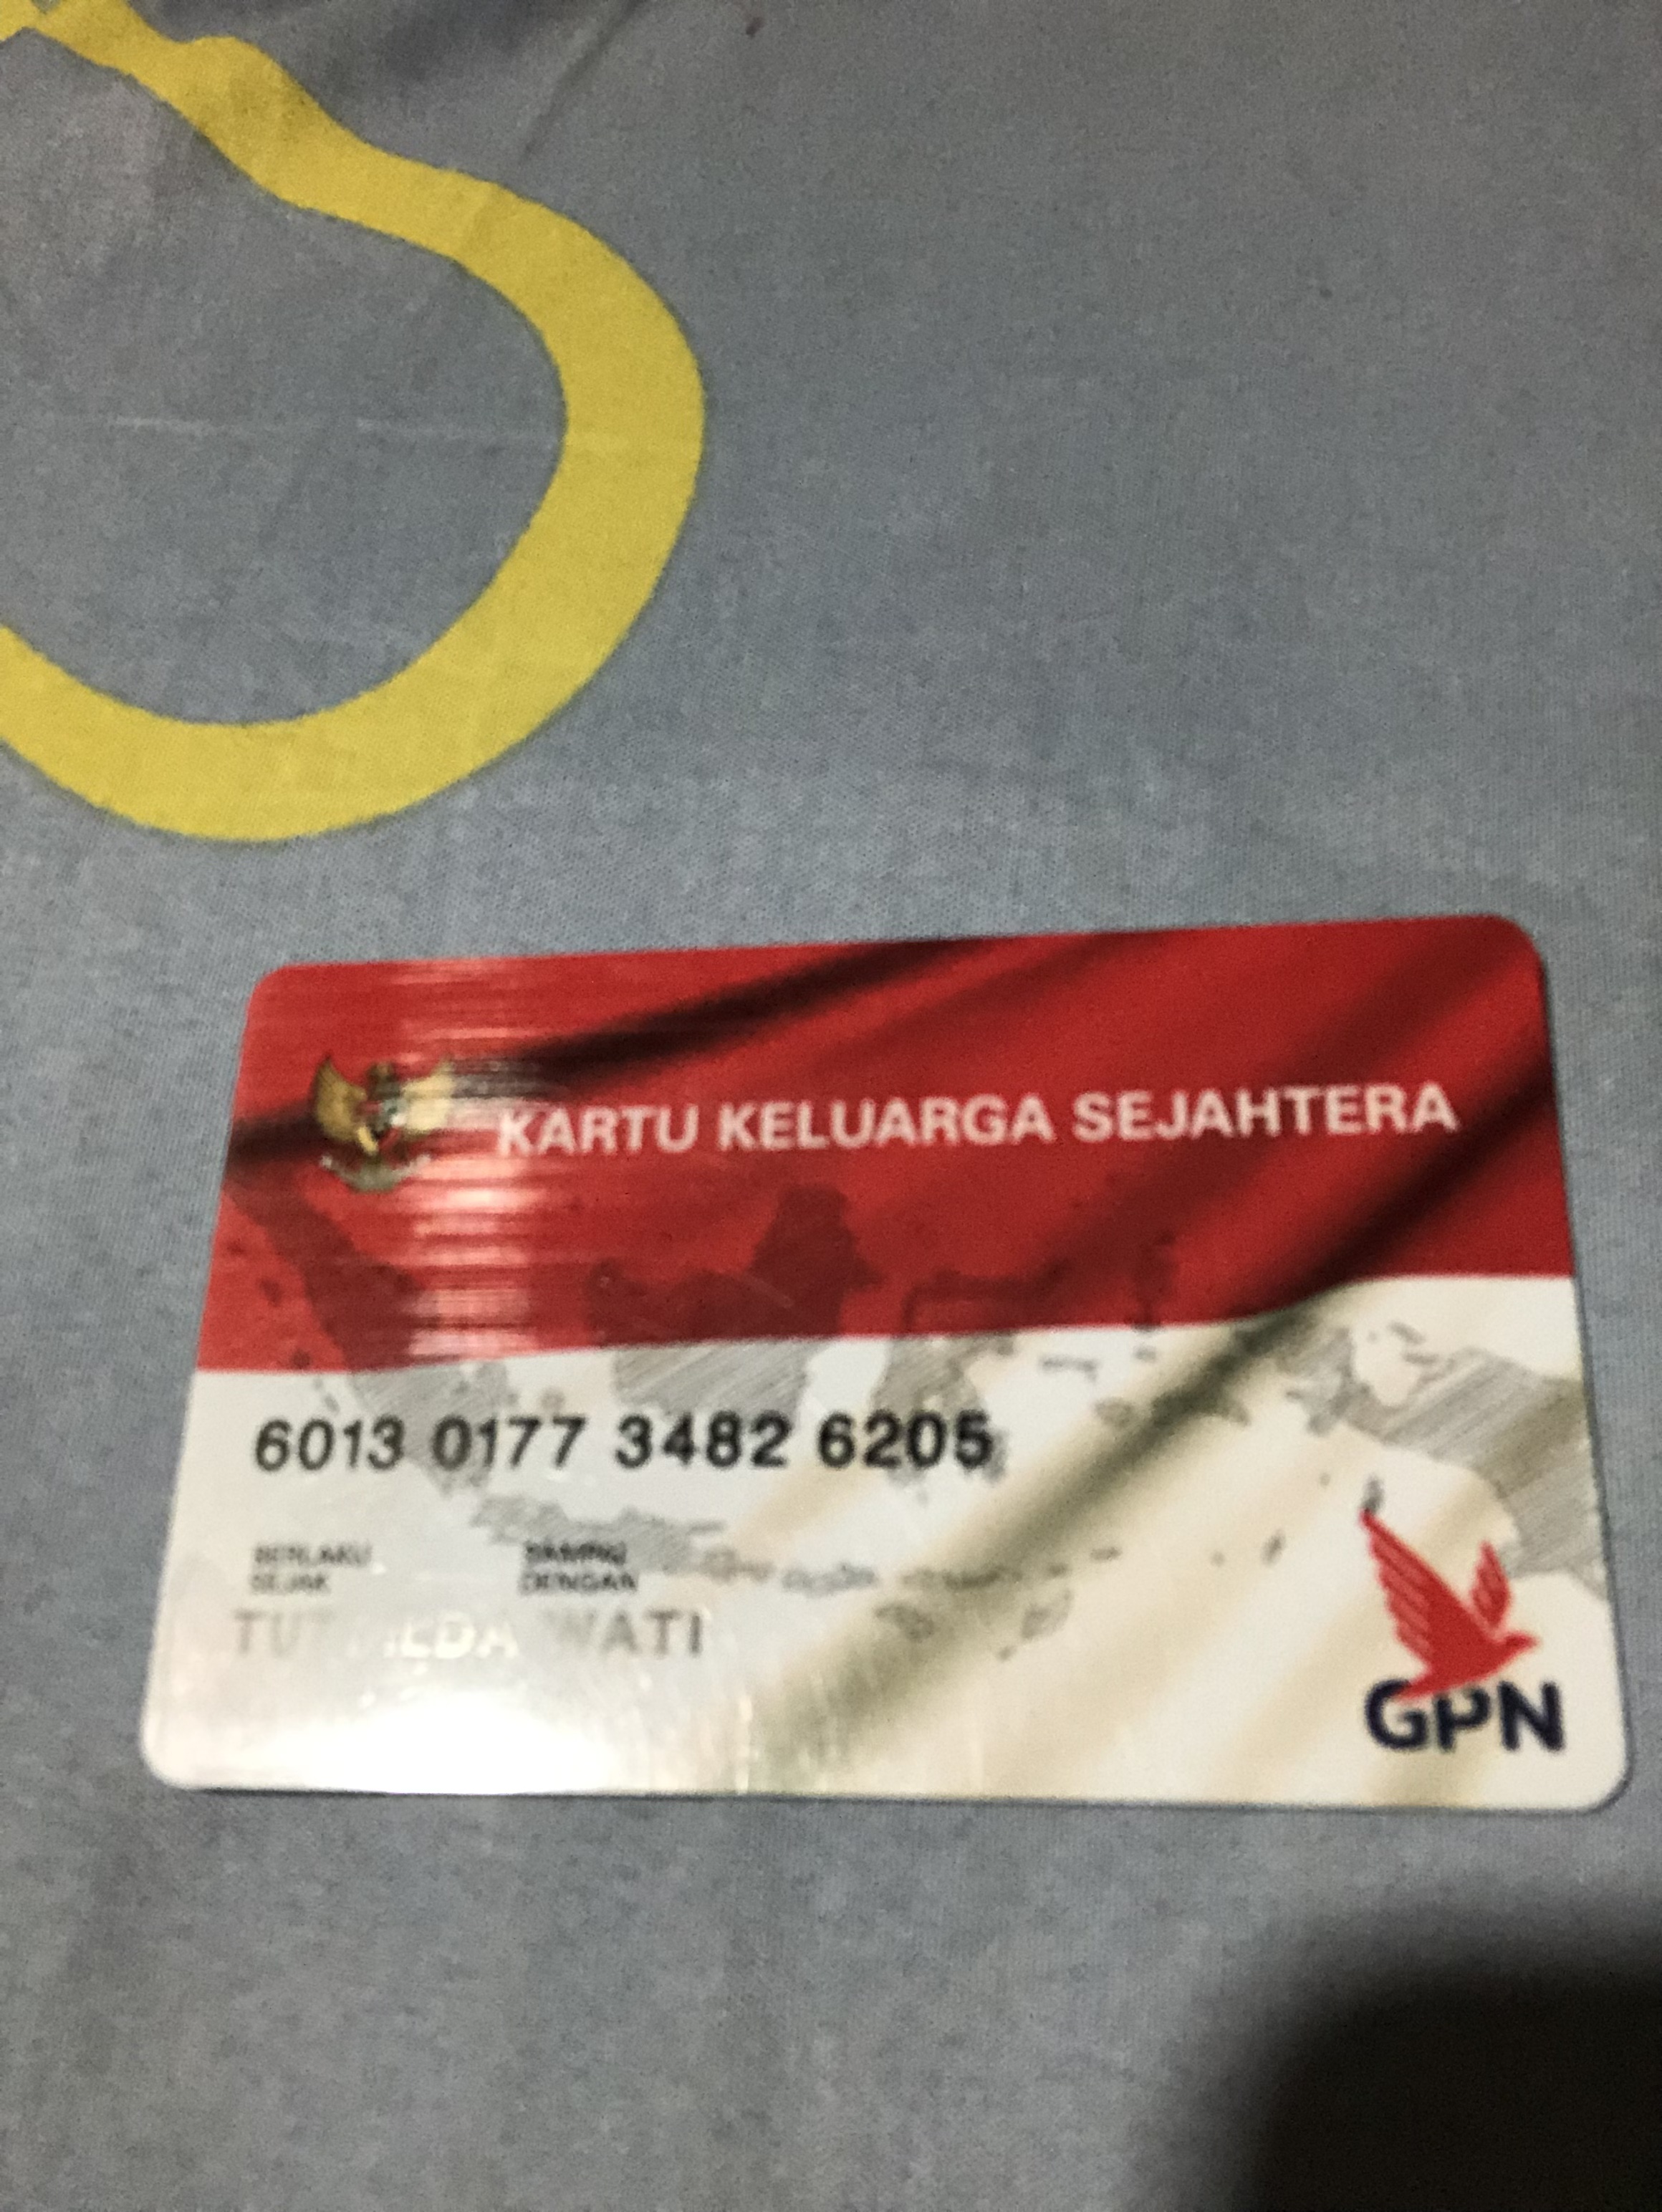 KARTU KELUARGA SEJAHTERA
6013 0177 3482 6205
BERLAKU SEJAK
SAMPAI DENGAN
GPN